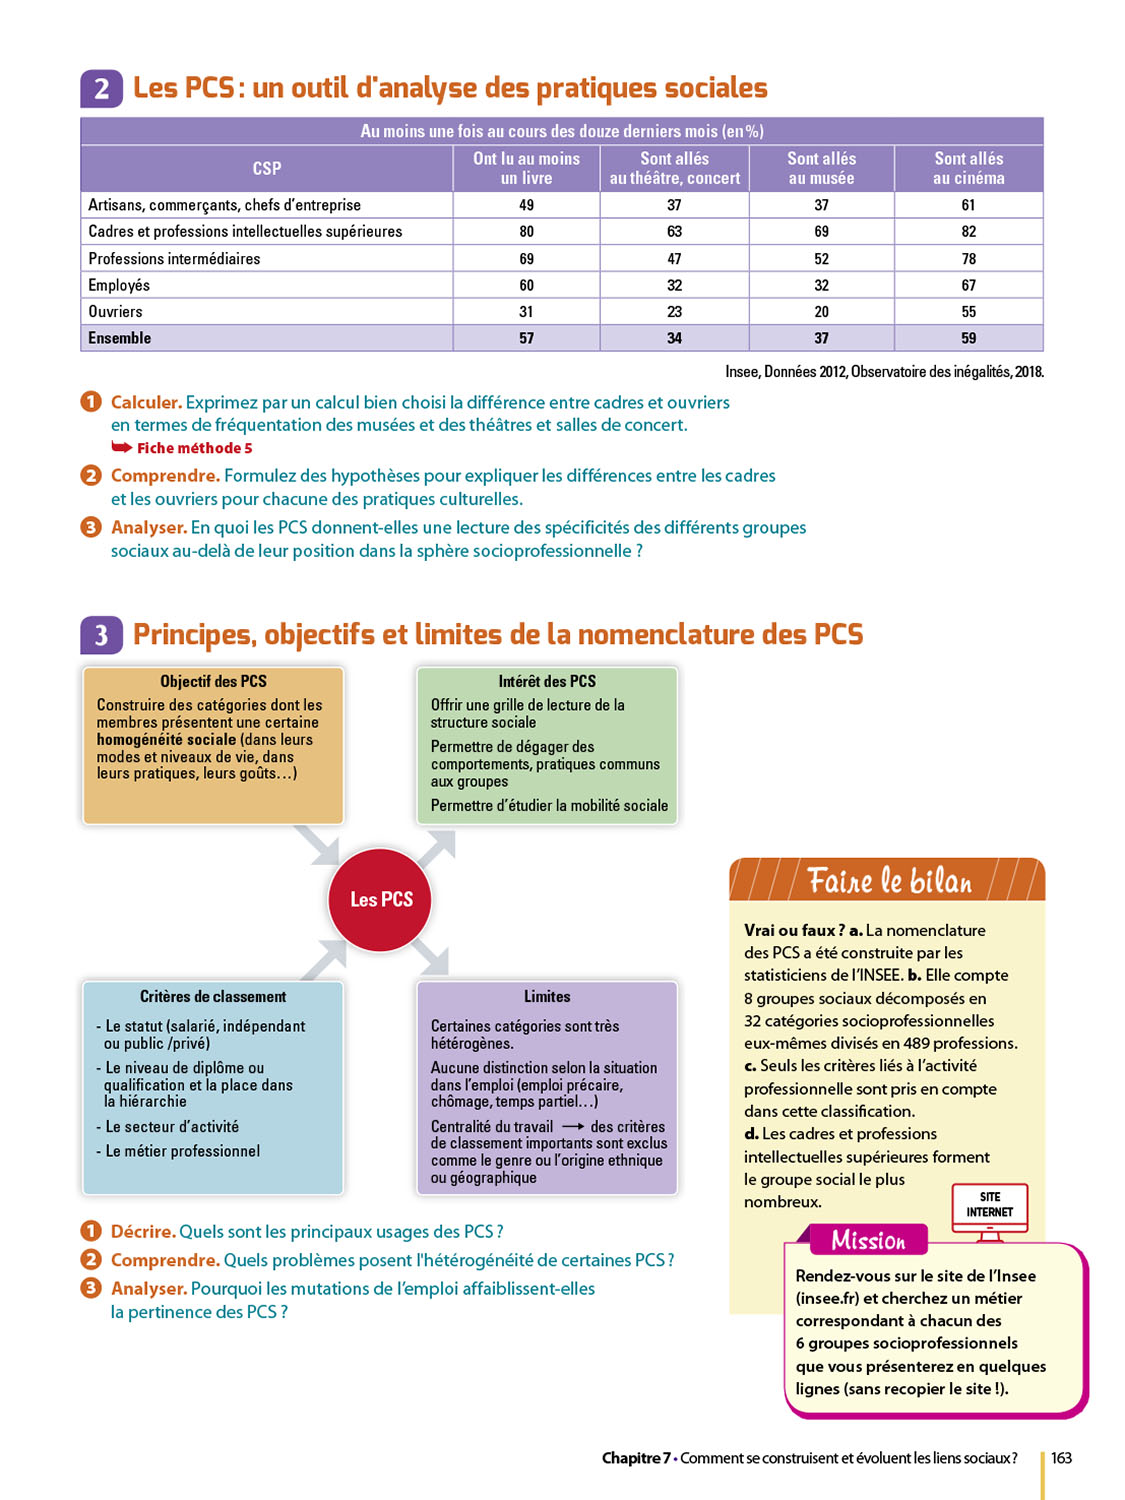 2 Les PCS : un outil d'analyse des pratiques sociales
Au moins une fois au cours des douze derniers mois (en %)
CSP | Ont lu au moins un livre | Sont allés au théâtre, concert | Sont allés au musée | Sont allés au cinéma
Artisans, commerçants, chefs d'entreprise 49 37 37 61
Cadres et professions intellectuelles supérieures 80 63 69 82
Professions intermédiaires 69 47 52 78
Employés 60 32 32 67
Ouvriers 31 23 20 55
Ensemble 57 34 37 59
Insee, Données 2012, Observatoire des inégalités, 2018.
1 Calculer. Exprimez par un calcul bien choisi la différence entre cadres et ouvriers
en termes de fréquentation des musées et des théâtres et salles de concert.
➥ Fiche méthode 5
2 Comprendre. Formulez des hypothèses pour expliquer les différences entre les cadres
et les ouvriers pour chacune des pratiques culturelles.
3 Analyser. En quoi les PCS donnent-elles une lecture des spécificités des différents groupes
sociaux au-delà de leur position dans la sphère socioprofessionnelle ?
3 Principes, objectifs et limites de la nomenclature des PCS
Objectif des PCS
Construire des catégories dont les
membres présentent une certaine
homogénéité sociale (dans leurs
modes et niveaux de vie, dans
leurs pratiques, leurs goûts...)
Intérêt des PCS
Offrir une grille de lecture de la
structure sociale
Permettre de dégager des
comportements, pratiques communs
aux groupes
Permettre d'étudier la mobilité sociale
Les PCS
Critères de classement
- Le statut (salarié, indépendant
ou public /privé)
- Le niveau de diplôme ou
qualification et la place dans
la hiérarchie
- Le secteur d'activité
- Le métier professionnel
Limites
Certaines catégories sont très
hétérogènes.
Aucune distinction selon la situation
dans l'emploi (emploi précaire,
chômage, temps partiel...)
Centralité du travail → des critères
de classement importants sont exclus
comme le genre ou l'origine ethnique
ou géographique
1 Décrire. Quels sont les principaux usages des PCS ?
2 Comprendre. Quels problèmes posent l'hétérogénéité de certaines PCS ?
3 Analyser. Pourquoi les mutations de l'emploi affaiblissent-elles
la pertinence des PCS ?
Faire le bilan
Vrai ou faux ? a. La nomenclature
des PCS a été construite par les
statisticiens de l'INSEE. b. Elle compte
8 groupes sociaux décomposés en
32 catégories socioprofessionnelles
eux-mêmes divisés en 489 professions.
c. Seuls les critères liés à l'activité
professionnelle sont pris en compte
dans cette classification.
d. Les cadres et professions
intellectuelles supérieures forment
le groupe social le plus
nombreux.
SITE
INTERNET
Mission
Rendez-vous sur le site de l'Insee
(insee.fr) et cherchez un métier
correspondant à chacun des
6 groupes socioprofessionnels
que vous présenterez en quelques
lignes (sans recopier le site !).
Chapitre 7 • Comment se construisent et évoluent les liens sociaux ? 163